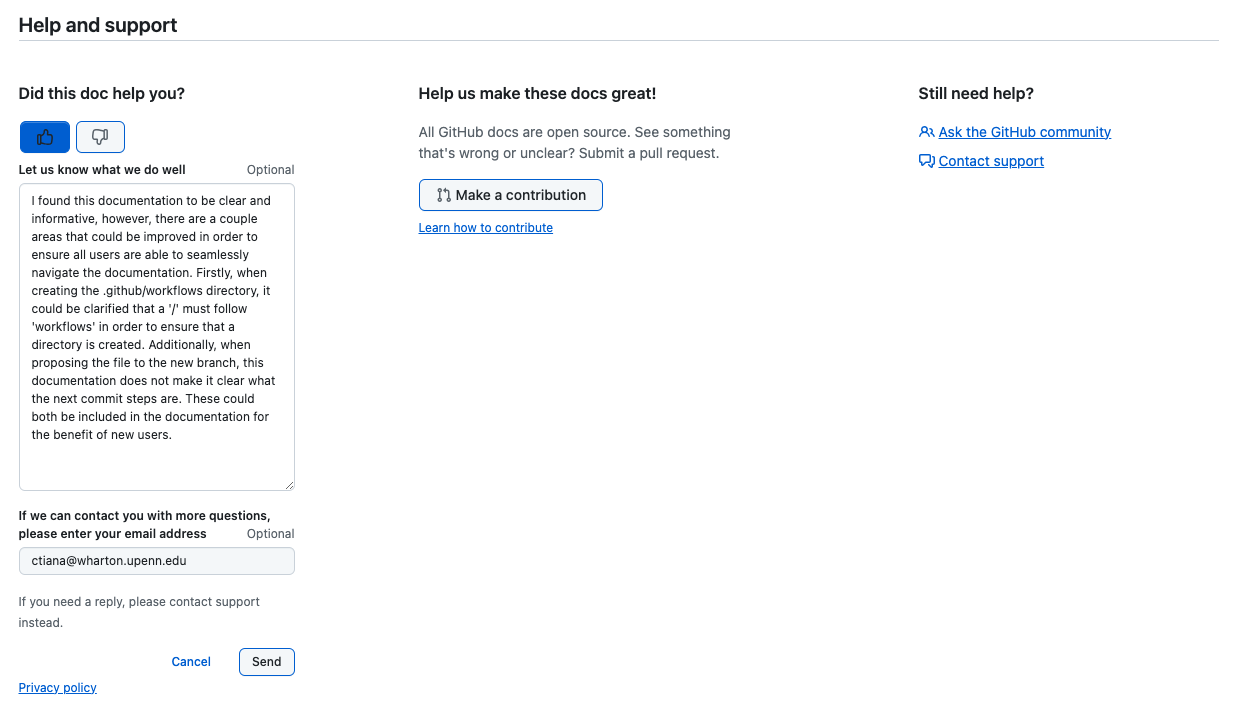 Help and support
Did this doc help you?
Let us know what we do well Optional
I found this documentation to be clear and
informative, however, there are a couple
areas that could be improved in order to
ensure all users are able to seamlessly
navigate the documentation. Firstly, when
creating the .github/workflows directory, it
could be clarified that a '/' must follow
'workflows' in order to ensure that a
directory is created. Additionally, when
proposing the file to the new branch, this
documentation does not make it clear what
the next commit steps are. These could
both be included in the documentation for
the benefit of new users.
If we can contact you with more questions,
please enter your email address Optional
ctiana@wharton.upenn.edu
If you need a reply, please contact support
instead.
Cancel Send
Privacy policy
Help us make these docs great!
All GitHub docs are open source. See something
that's wrong or unclear? Submit a pull request.
Make a contribution
Learn how to contribute
Still need help?
Ask the GitHub community
Contact support